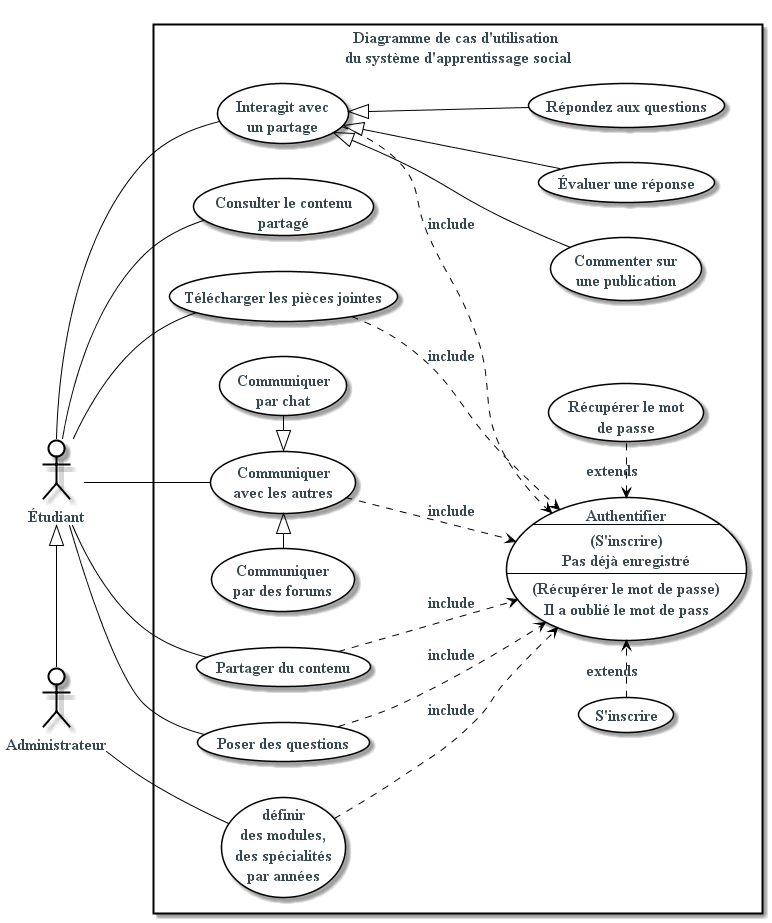 Diagramme de cas d'utilisation
du système d'apprentissage social
Interagit avec
un partage
Répondez aux questions
Évaluer une réponse
Consulter le contenu
partagé
include
Commenter sur
une publication
Télécharger les pièces jointes
include
Communiquer
par chat
Récupérer le mot
de passe
extends
Communiquer
avec les autres
include
Étudiant
Authentifier
(S'inscrire)
Pas déjà enregistré
(Récupérer le mot de passe)
Il a oublié le mot de pass
Communiquer
par des forums
include
Partager du contenu
include
extends
include
S'inscrire
Poser des questions
Administrateur
définir
des modules,
des spécialités
par années